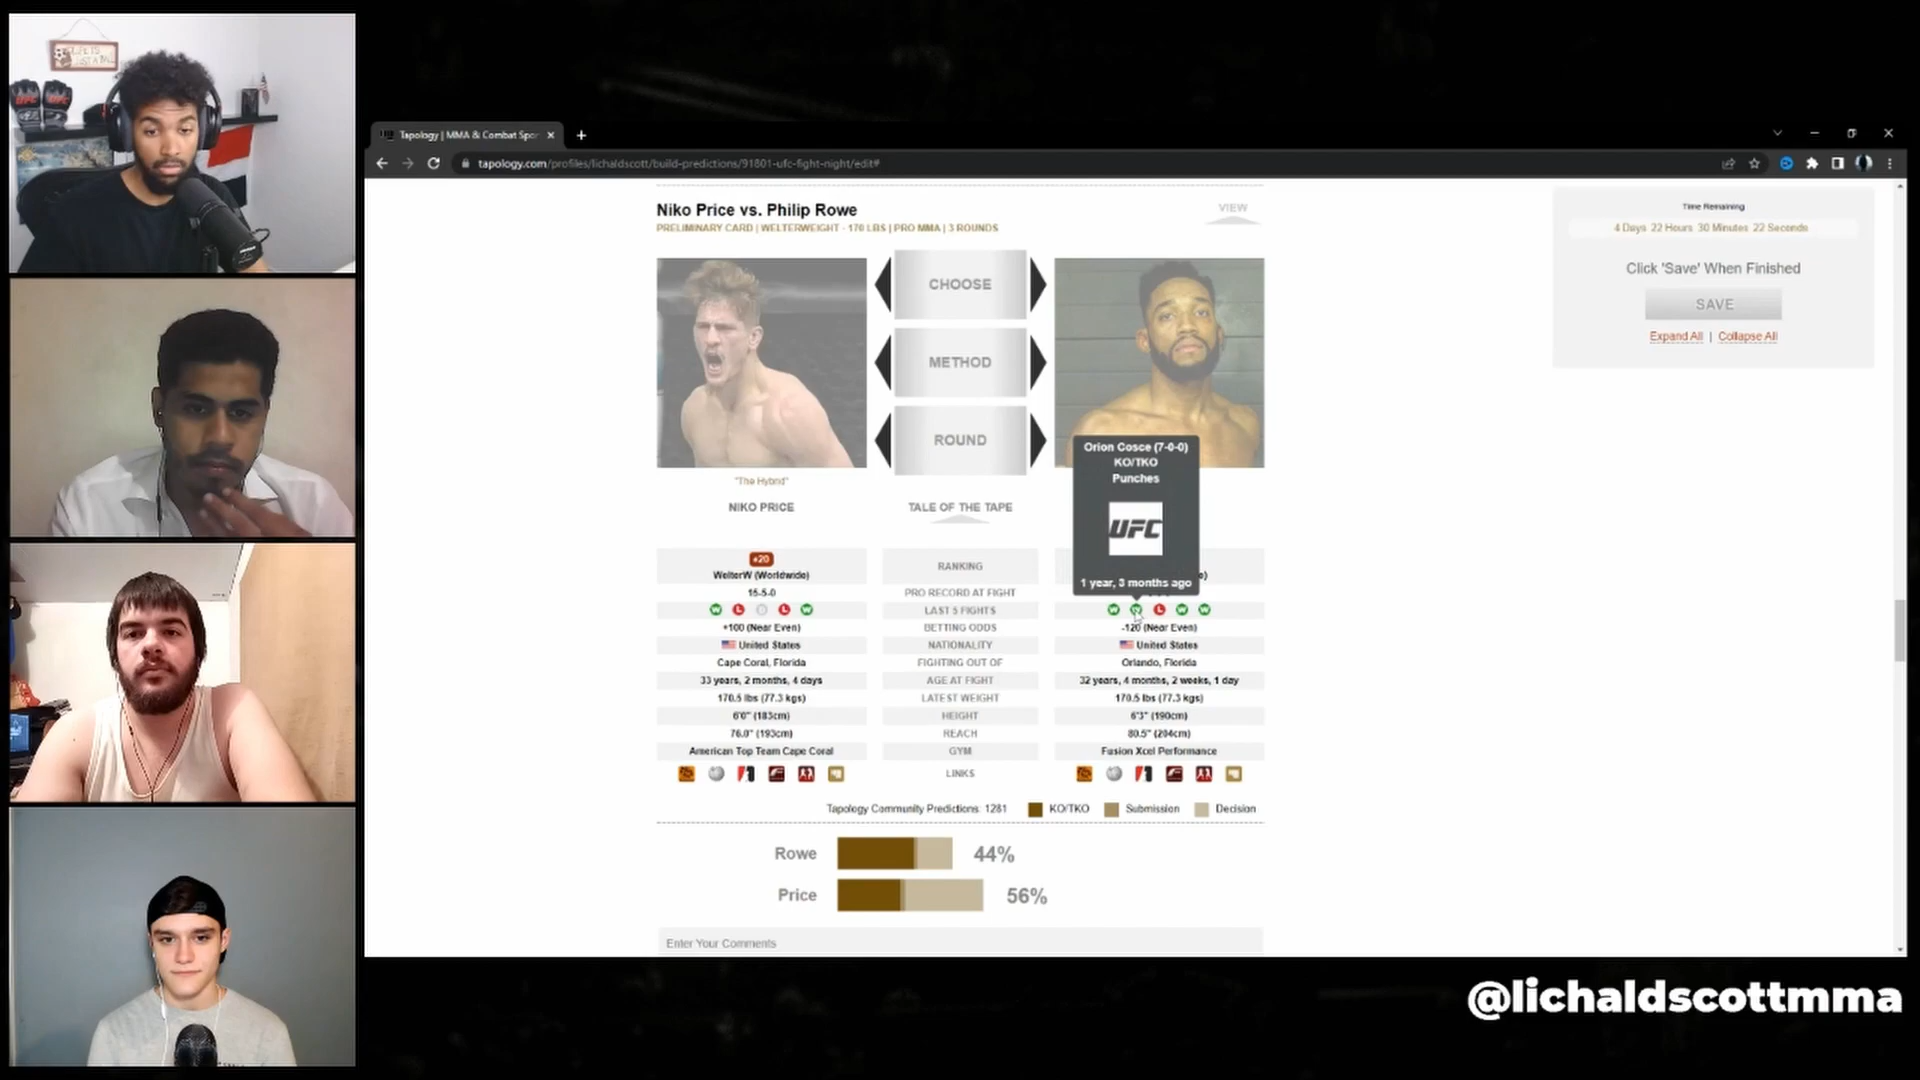 LIFE IS
JUST A BALL
UFC UFC
Tapology | MMA & Combat Spor
tapology.com/profiles/lichaldscott/build-predictions/91801-ufc-fight-night/edit#
Niko Price vs. Philip Rowe
VIEW
PRELIMINARY CARD | WELTERWEIGHT · 170 LBS | PRO MMA | 3 ROUNDS
CHOOSE
METHOD
ROUND
Time Remaining
4 Days 22 Hours 30 Minutes 22 Seconds
Click 'Save' When Finished
SAVE
Expand All | Collapse All
Orion Cosce (7-0-0)
KO/TKO
Punches
UFC
1 year, 3 months ago
"The Hybrid"
NIKO PRICE TALE OF THE TAPE
+20
RANKING
WelterW (Worldwide)
15-5-0 PRO RECORD AT FIGHT
W L D L W LAST 5 FIGHTS W W L W W
+100 (Near Even) BETTING ODDS -120 (Near Even)
United States NATIONALITY United States
Cape Coral, Florida FIGHTING OUT OF Orlando, Florida
33 years, 2 months, 4 days AGE AT FIGHT 32 years, 4 months, 2 weeks, 1 day
170.5 lbs (77.3 kgs) LATEST WEIGHT 170.5 lbs (77.3 kgs)
6'0" (183cm) HEIGHT 6'3" (190cm)
76.0" (193cm) REACH 80.5" (204cm)
American Top Team Cape Coral GYM Fusion Xcel Performance
LINKS
Tapology Community Predictions: 1281 KO/TKO Submission Decision
Rowe 44%
Price 56%
Enter Your Comments
@lichaldscottmma